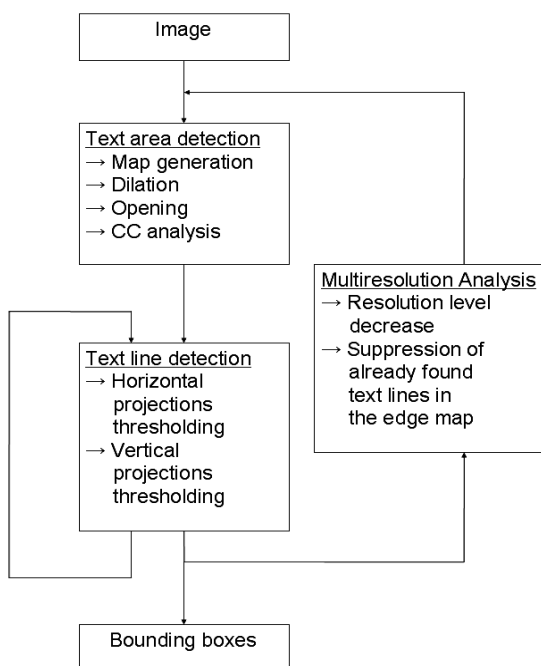 Image
Text area detection
→ Map generation
→ Dilation
→ Opening
→ CC analysis
Multiresolution Analysis
→ Resolution level
decrease
→ Suppression of
already found
text lines in
the edge map
Text line detection
→ Horizontal
projections
thresholding
→ Vertical
projections
thresholding
Bounding boxes